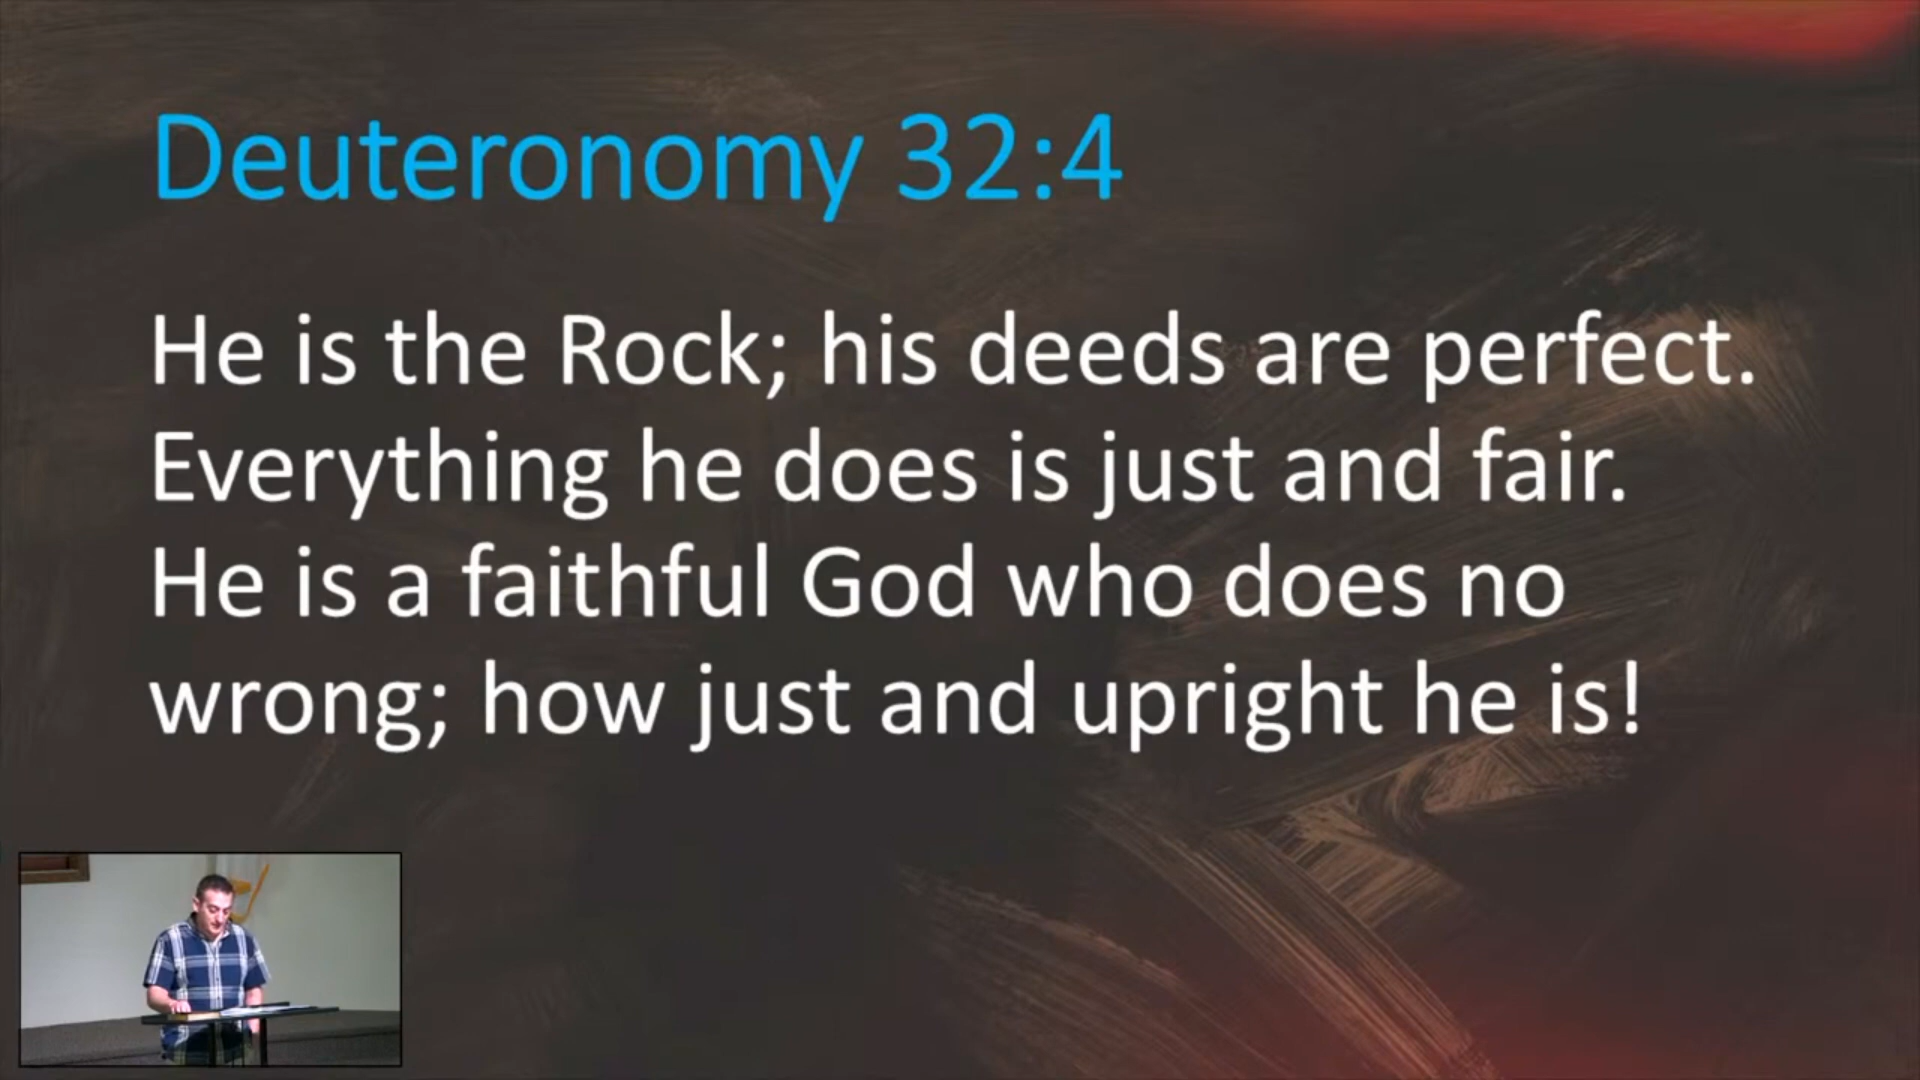 Deuteronomy 32:4
He is the Rock; his deeds are perfect.
Everything he does is just and fair.
He is a faithful God who does no
wrong; how just and upright he is!